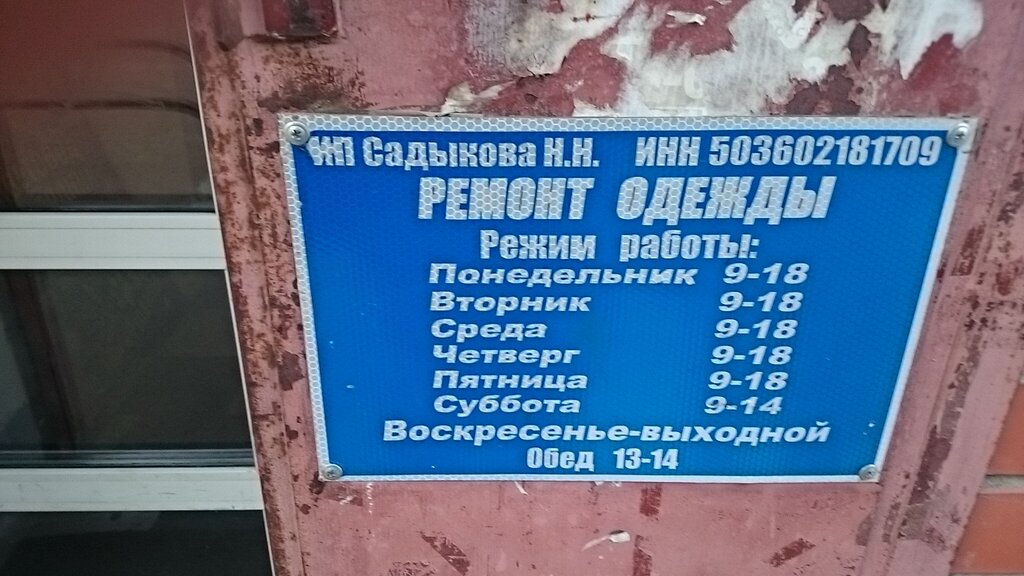 ИП Садыкова Н.Н. ИНН 503602181709
РЕМОНТ ОДЕЖДЫ
Режим работы:
Понедельник 9-18
Вторник 9-18
Среда 9-18
Четверг 9-18
Пятница 9-18
Суббота 9-14
Воскресенье-выходной
Обед 13-14